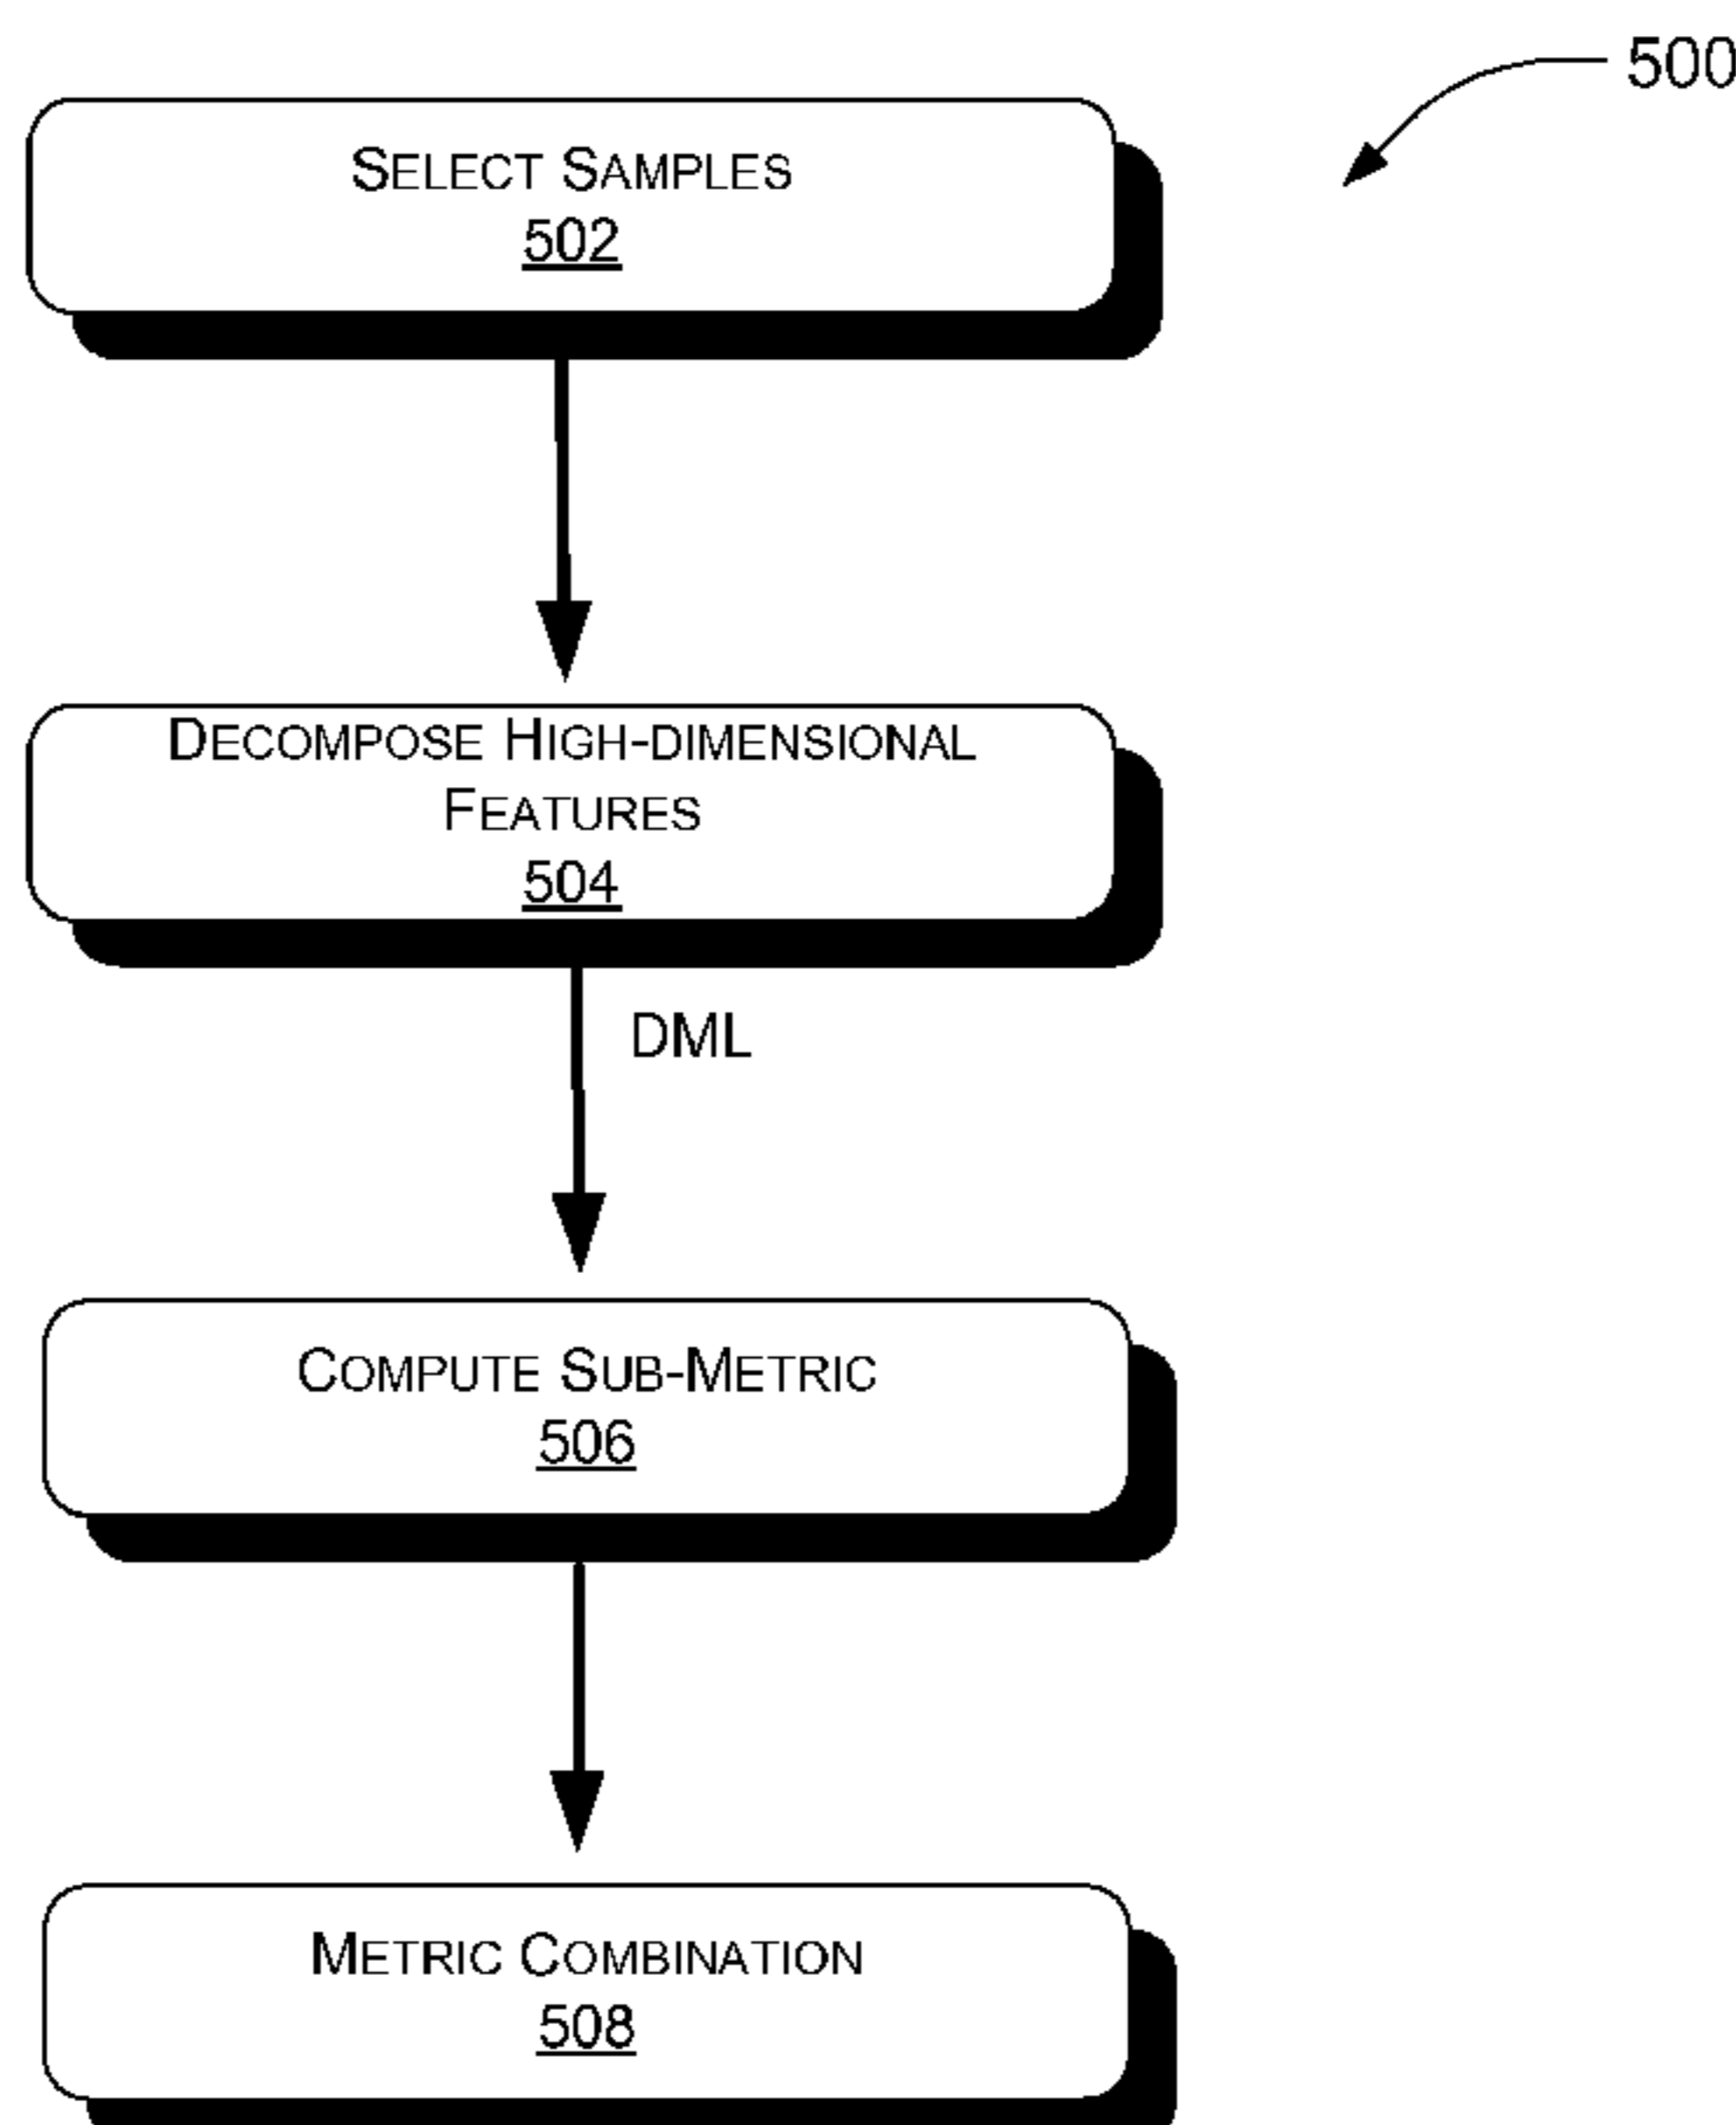 500
SELECT SAMPLES
502
DECOMPOSE HIGH-DIMENSIONAL
FEATURES
504
DML
COMPUTE SUB-METRIC
506
METRIC COMBINATION
508